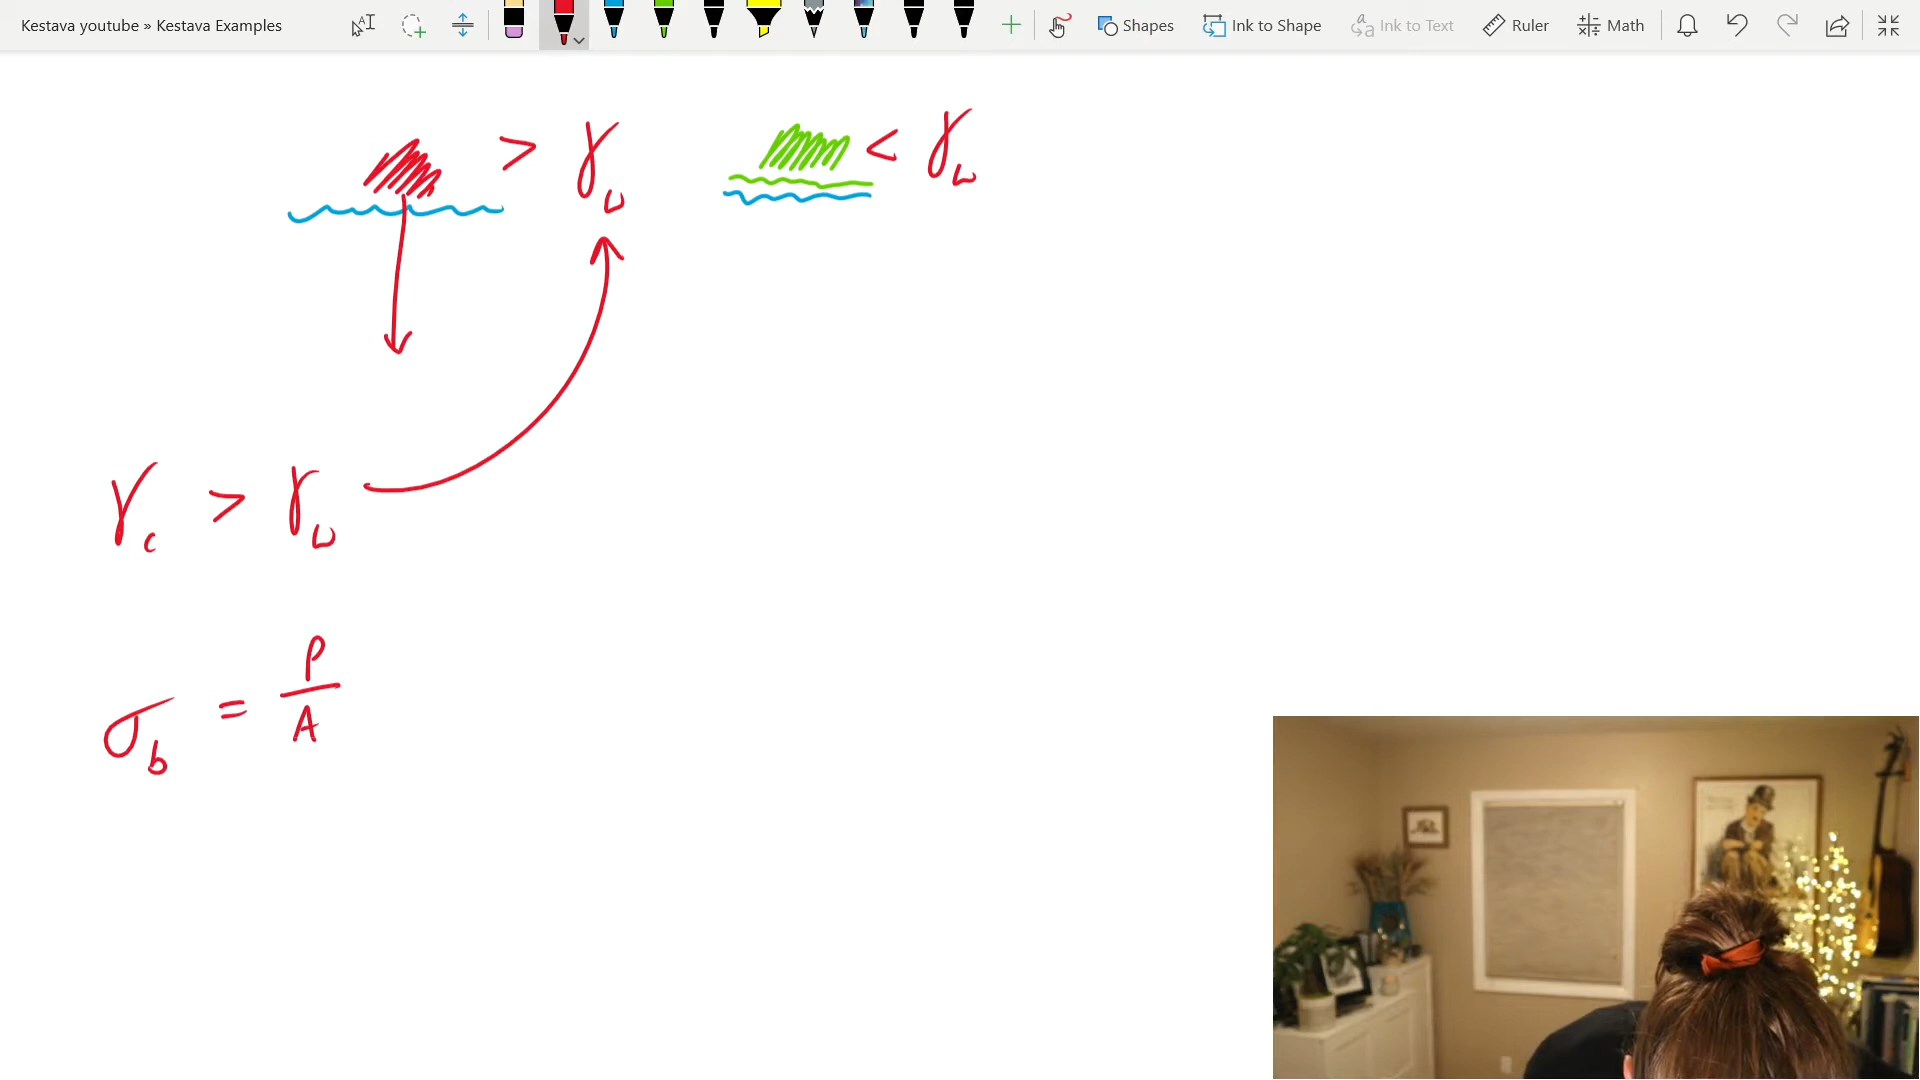 Kestava youtube » Kestava Examples Shapes Ink to Shape Ink to Text Ruler Math
> γw < γw
γc > γw
σb = P/A